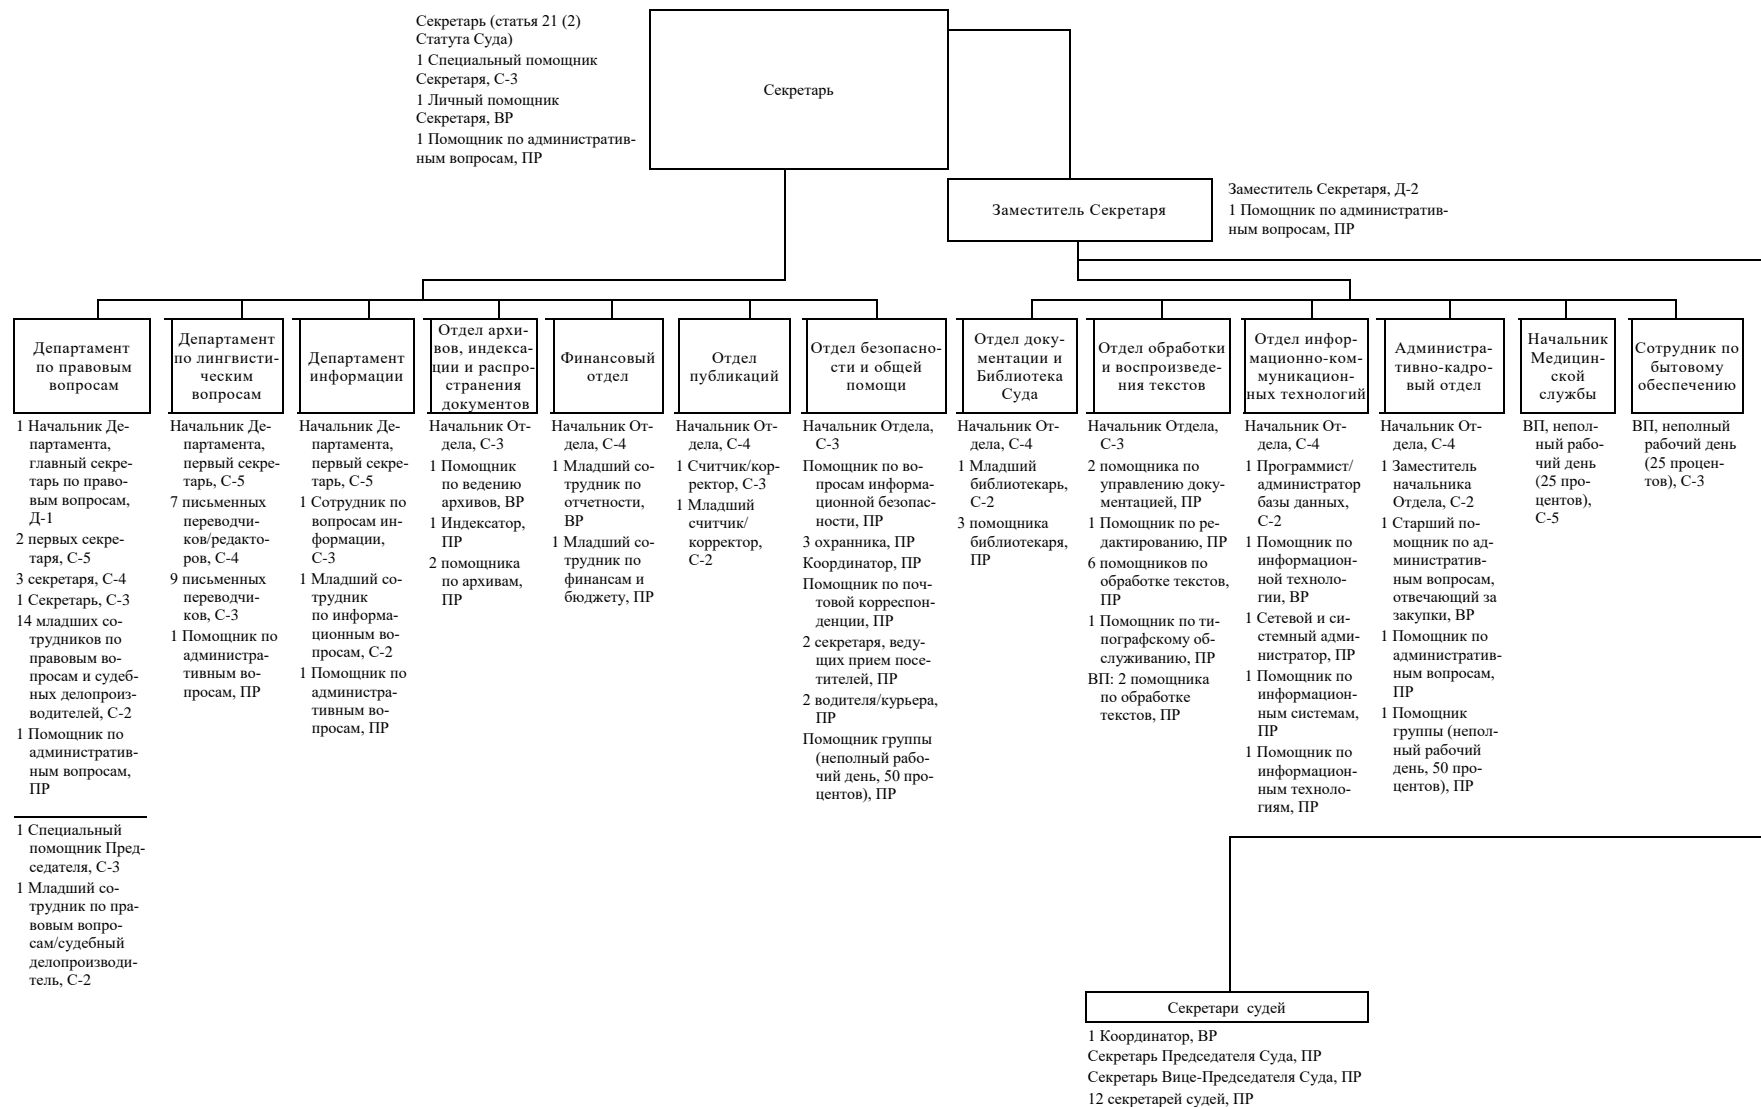 Секретарь (статья 21 (2)
Статута Суда)
1 Специальный помощник
Секретаря, С-3
1 Личный помощник
Секретаря, ВР
1 Помощник по административ-
ным вопросам, ПР
Секретарь
Заместитель Секретаря
Заместитель Секретаря, Д-2
1 Помощник по административ-
ным вопросам, ПР
Департамент
по правовым
вопросам
1 Начальник Де-
партамента,
главный секре-
тарь по право-
вым вопросам,
Д-1
2 первых секре-
таря, С-5
3 секретаря, С-4
1 Секретарь, С-3
14 младших со-
трудников по
правовым во-
просам и судеб-
ных делопроиз-
водителей, С-2
1 Помощник по
административ-
ным вопросам,
ПР
1 Специальный
помощник Пред-
седателя, С-3
1 Младший со-
трудник по пра-
вовым вопро-
сам/судебный
делопроизводи-
тель, С-2
Департамент
по лингвисти-
ческим
вопросам
Начальник Де-
партамента,
первый секре-
тарь, С-5
7 письменных
переводчи-
ков/редакто-
ров, С-4
9 письменных
переводчи-
ков, С-3
1 Помощник по
администра-
тивным во-
просам, ПР
Департамент
информации
Начальник Де-
партамента,
первый секре-
тарь, С-5
1 Сотрудник по
вопросам ин-
формации,
С-3
1 Младший со-
трудник
по информа-
ционным во-
просам, С-2
1 Помощник по
администра-
тивным во-
просам, ПР
Отдел архи-
вов, индекса-
ции и распро-
странения
документов
Начальник От-
дела, С-3
1 Помощник
по ведению
архивов, ВР
1 Индексатор,
ПР
2 помощника
по архивам,
ПР
Финансовый
отдел
Начальник От-
дела, С-4
1 Младший со-
трудник по
отчетности,
ВР
1 Младший со-
трудник по
финансам и
бюджету, ПР
Отдел
публикаций
Начальник От-
дела, С-4
1 Считчик/кор-
ректор, С-3
1 Младший
считчик/
корректор,
С-2
Отдел безопасно-
сти и общей
помощи
Начальник Отдела,
С-3
Помощник по во-
просам информа-
ционной безопас-
ности, ПР
3 охранника, ПР
Координатор, ПР
Помощник по поч-
товой корреспон-
денции, ПР
2 секретаря, веду-
щих прием посе-
тителей, ПР
2 водителя/курьера,
ПР
Помощник группы
(неполный рабо-
чий день, 50 про-
центов), ПР
Отдел доку-
ментации и
Библиотека
Суда
Начальник От-
дела, С-4
1 Младший
библиотекарь,
С-2
3 помощника
библиотекаря,
ПР
Отдел обработки
и воспроизведе-
ния текстов
Начальник Отдела,
С-3
2 помощника по
управлению доку-
ментацией, ПР
1 Помощник по ре-
дактированию, ПР
6 помощников по
обработке текстов,
ПР
1 Помощник по ти-
пографскому об-
служиванию, ПР
ВП: 2 помощника
по обработке
текстов, ПР
Отдел инфор-
мационно-ком-
муникацион-
ных технологий
Начальник От-
дела, С-4
1 Программист/
администратор
базы данных,
С-2
1 Помощник по
информацион-
ной техноло-
гии, ВР
1 Сетевой и си-
стемный адми-
нистратор, ПР
1 Помощник по
информацион-
ным системам,
ПР
1 Помощник по
информацион-
ным техноло-
гиям, ПР
Администра-
тивно-кадро-
вый отдел
Начальник От-
дела, С-4
1 Заместитель
начальника
Отдела, С-2
1 Старший по-
мощник по ад-
министратив-
ным вопросам,
отвечающий за
закупки, ВР
1 Помощник по
административ-
ным вопросам,
ПР
1 Помощник
группы (непол-
ный рабочий
день, 50 про-
центов), ПР
Начальник
Медицин-
ской
службы
ВП, непол-
ный рабо-
чий день
(25 про-
центов),
С-5
Сотрудник по
бытовому
обеспечению
ВП, неполный
рабочий день
(25 процен-
тов), С-3
Секретари судей
1 Координатор, ВР
Секретарь Председателя Суда, ПР
Секретарь Вице-Председателя Суда, ПР
12 секретарей судей, ПР